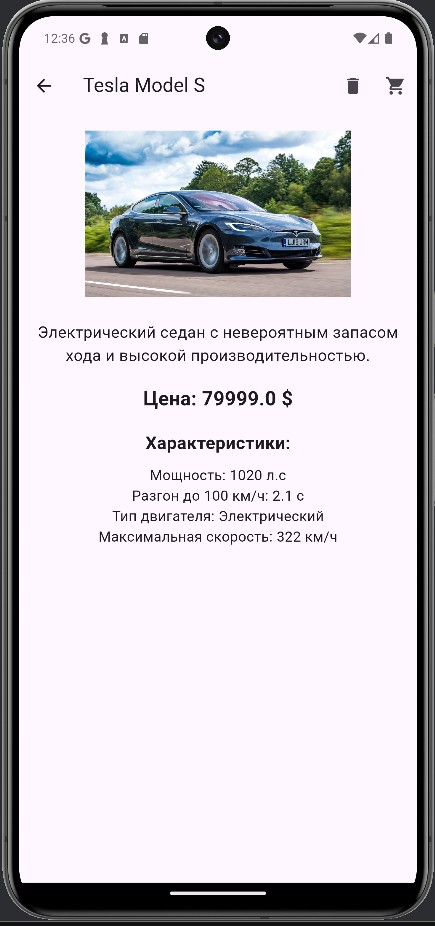 12:36
Tesla Model S
Электрический седан с невероятным запасом
хода и высокой производительностью.
Цена: 79999.0 $
Характеристики:
Мощность: 1020 л.с
Разгон до 100 км/ч: 2.1 с
Тип двигателя: Электрический
Максимальная скорость: 322 км/ч